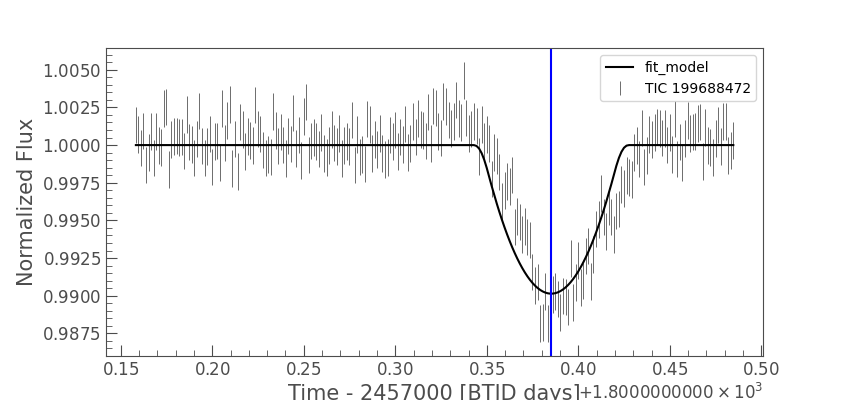 1.0050
1.0025
1.0000
0.9975
0.9950
0.9925
0.9900
0.9875
Normalized Flux
fit_model
TIC 199688472
0.15 0.20 0.25 0.30 0.35 0.40 0.45 0.50
Time - 2457000 [BTJD days]
+1.8000000000 × 10³